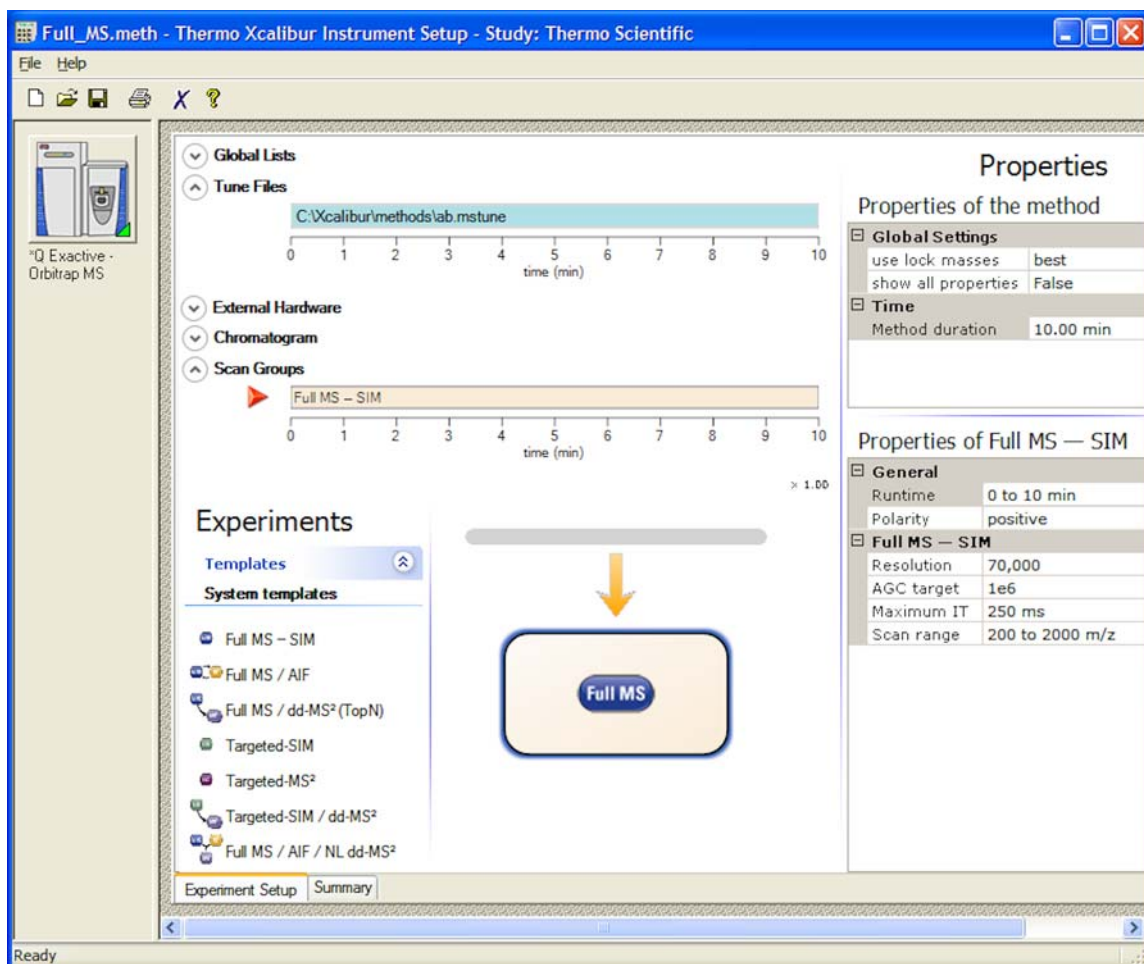 Full_MS.meth - Thermo Xcalibur Instrument Setup - Study: Thermo Scientific
File Help
*Q Exactive -
Orbitrap MS
Global Lists
Tune Files
C:\Xcalibur\methods\ab.mstune
0 1 2 3 4 5 6 7 8 9 10
time (min)
External Hardware
Chromatogram
Scan Groups
Full MS – SIM
0 1 2 3 4 5 6 7 8 9 10
time (min)
× 1.00
Experiments
Templates
System templates
Full MS – SIM
Full MS / AIF
Full MS / dd-MS² (TopN)
Targeted-SIM
Targeted-MS²
Targeted-SIM / dd-MS²
Full MS / AIF / NL dd-MS²
Full MS
Properties
Properties of the method
Global Settings
use lock masses best
show all properties False
Time
Method duration 10.00 min
Properties of Full MS — SIM
General
Runtime 0 to 10 min
Polarity positive
Full MS — SIM
Resolution 70,000
AGC target 1e6
Maximum IT 250 ms
Scan range 200 to 2000 m/z
Experiment Setup Summary
Ready